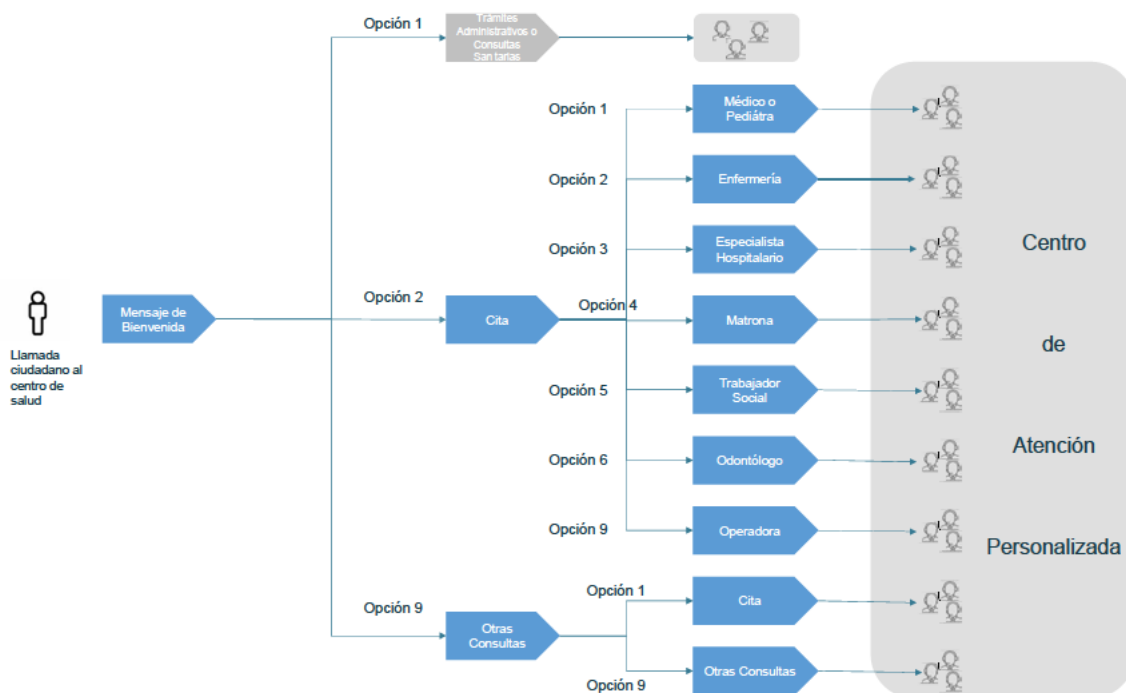 Opción 1
Trámites
Administrativos o
Consultas
Sanitarias
Opción 1
Médico o
Pediátra
Opción 2
Enfermería
Opción 3
Especialista
Hospitalario
Llamada
ciudadano al
centro de
salud
Mensaje de
Bienvenida
Opción 2
Cita
Opción 4
Matrona
Opción 5
Trabajador
Social
Opción 6
Odontólogo
Opción 9
Operadora
Opción 9
Otras
Consultas
Opción 1
Cita
Opción 9
Otras Consultas
Centro
de
Atención
Personalizada